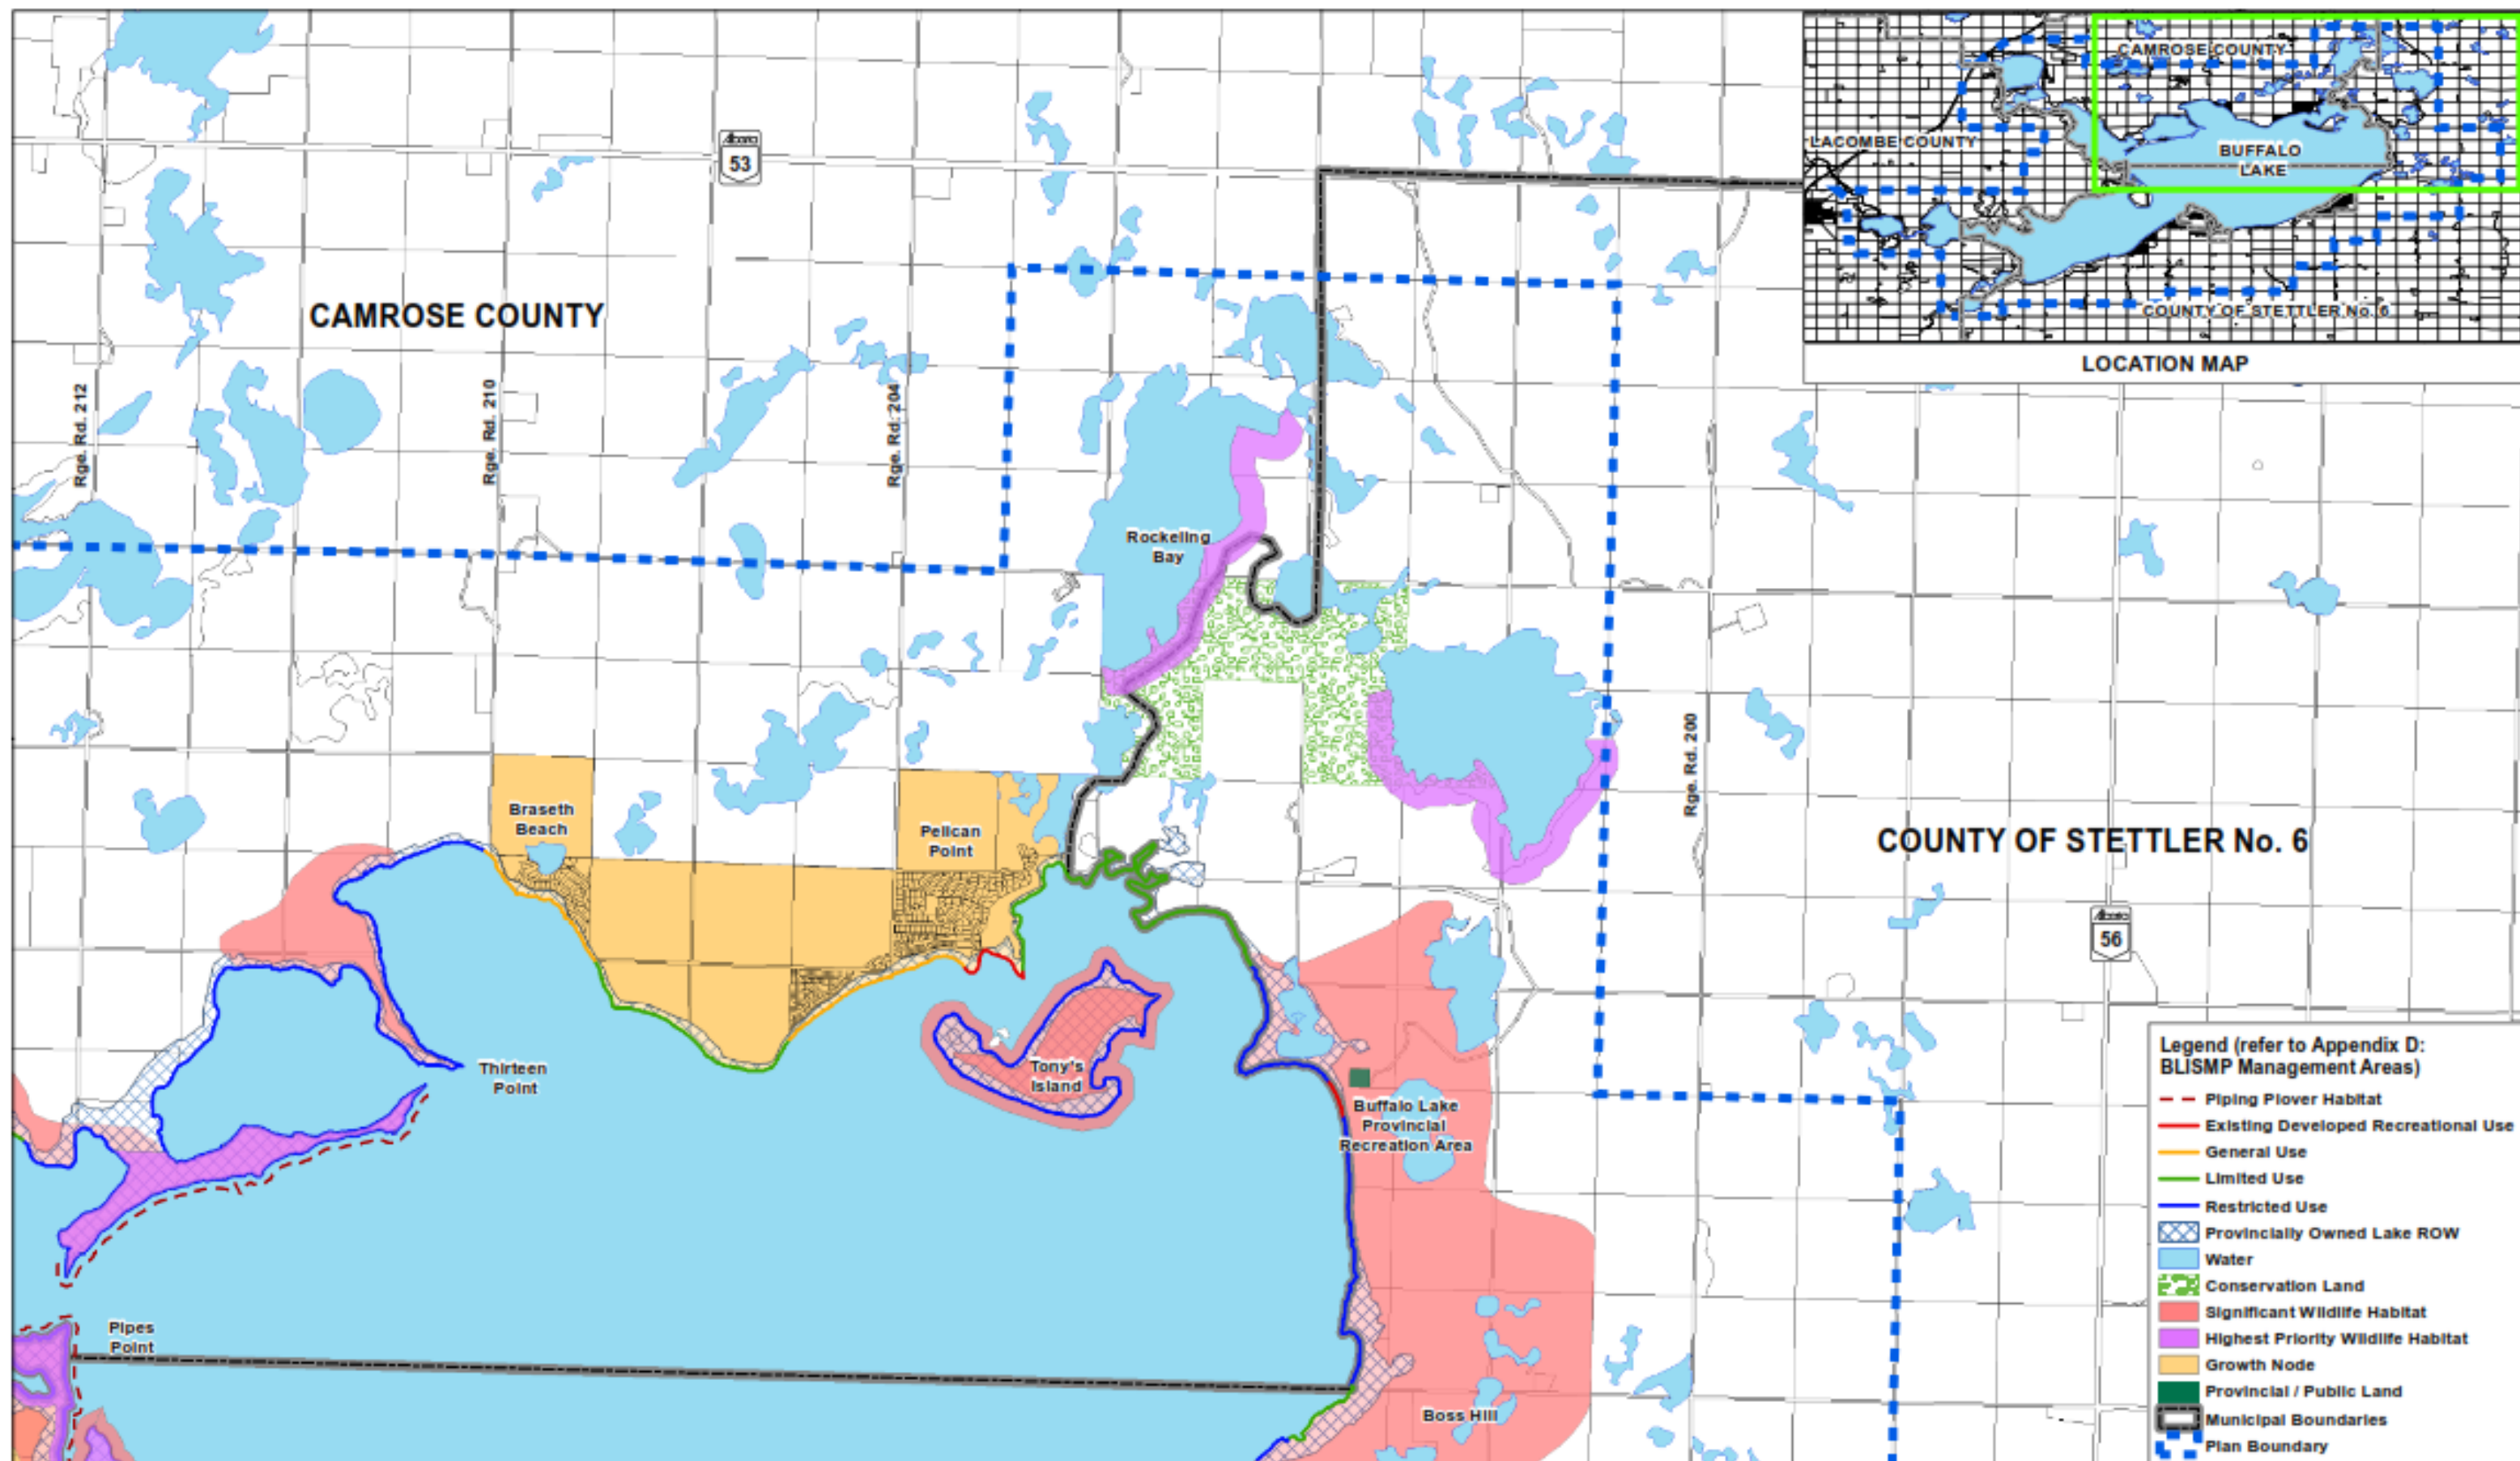 Alberta
53
CAMROSE COUNTY
LACOMBE COUNTY
BUFFALO
LAKE
COUNTY OF STETTLER No. 6
LOCATION MAP
CAMROSE COUNTY
Rge. Rd. 212
Rge. Rd. 210
Rge. Rd. 204
Rockeling
Bay
Rge. Rd. 200
Braseth
Beach
Pelican
Point
COUNTY OF STETTLER No. 6
Alberta
56
Thirteen
Point
Tony's
Island
Buffalo Lake
Provincial
Recreation Area
Pipes
Point
Boss Hill
Legend (refer to Appendix D:
BLISMP Management Areas)
Piping Plover Habitat
Existing Developed Recreational Use
General Use
Limited Use
Restricted Use
Provincially Owned Lake ROW
Water
Conservation Land
Significant Wildlife Habitat
Highest Priority Wildlife Habitat
Growth Node
Provincial / Public Land
Municipal Boundaries
Plan Boundary